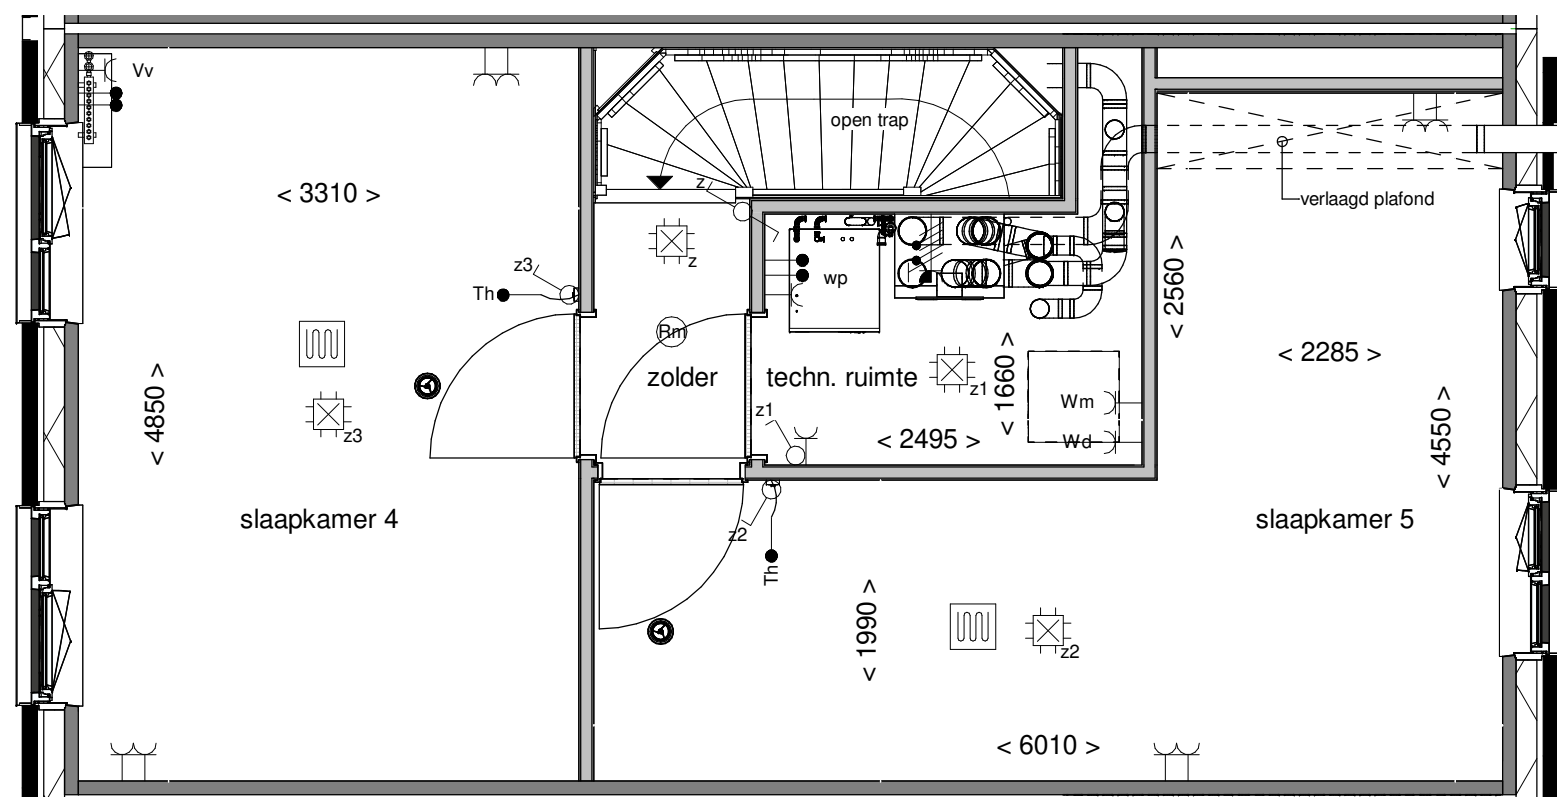 Vv
open trap
< 3310 >
z
verlaagd plafond
z
z3
Th
wp
< 2560 >
Rm
< 2285 >
zolder
techn. ruimte
z1
< 1660 >
Wm
< 4850 >
z3
z1
< 2495 >
Wd
< 4550 >
slaapkamer 4
slaapkamer 5
z2
Th
< 1990 >
z2
< 6010 >